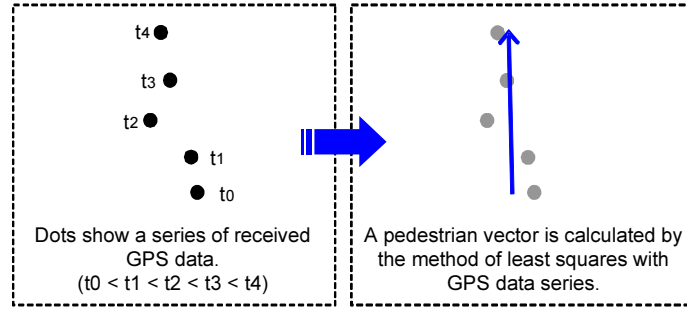 t4
t3
t2
t1
t0
Dots show a series of received
GPS data.
(t0 < t1 < t2 < t3 < t4)
A pedestrian vector is calculated by
the method of least squares with
GPS data series.